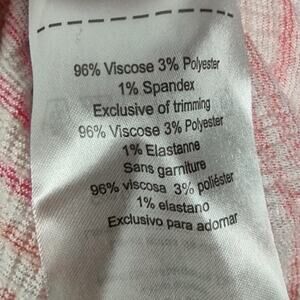 96% Viscose 3% Polyester
1% Spandex
Exclusive of trimming
96% Viscose 3% Polyester
1% Elastanne
Sans garniture
96% viscosa 3% poliéster
1% elastano
Exclusivo para adornar